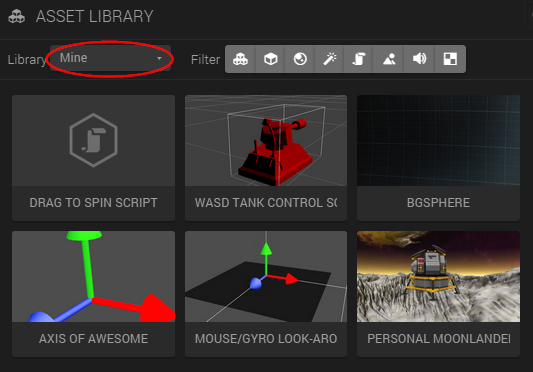 ASSET LIBRARY
Library Mine Filter
DRAG TO SPIN SCRIPT
WASD TANK CONTROL SC
BGSPHERE
AXIS OF AWESOME
MOUSE/GYRO LOOK-ARO
PERSONAL MOONLANDER